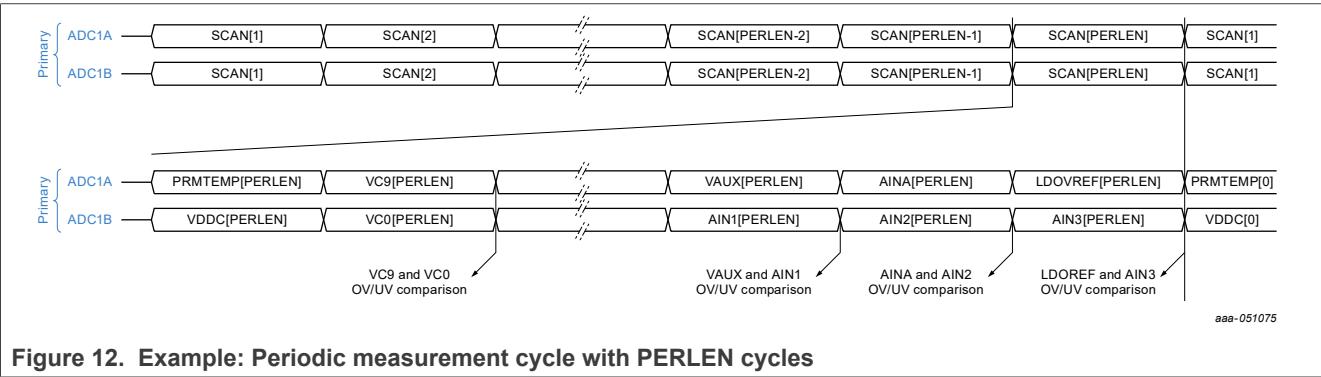 Primary
ADC1A SCAN[1] SCAN[2] SCAN[PERLEN-2] SCAN[PERLEN-1] SCAN[PERLEN] SCAN[1]
ADC1B SCAN[1] SCAN[2] SCAN[PERLEN-2] SCAN[PERLEN-1] SCAN[PERLEN] SCAN[1]
Primary
ADC1A PRMTEMP[PERLEN] VC9[PERLEN] VAUX[PERLEN] AINA[PERLEN] LDOVREF[PERLEN] PRMTEMP[0]
ADC1B VDDC[PERLEN] VC0[PERLEN] AIN1[PERLEN] AIN2[PERLEN] AIN3[PERLEN] VDDC[0]
VC9 and VC0 VAUX and AIN1 AINA and AIN2 LDOREF and AIN3
OV/UV comparison OV/UV comparison OV/UV comparison OV/UV comparison
aaa-051075
Figure 12. Example: Periodic measurement cycle with PERLEN cycles